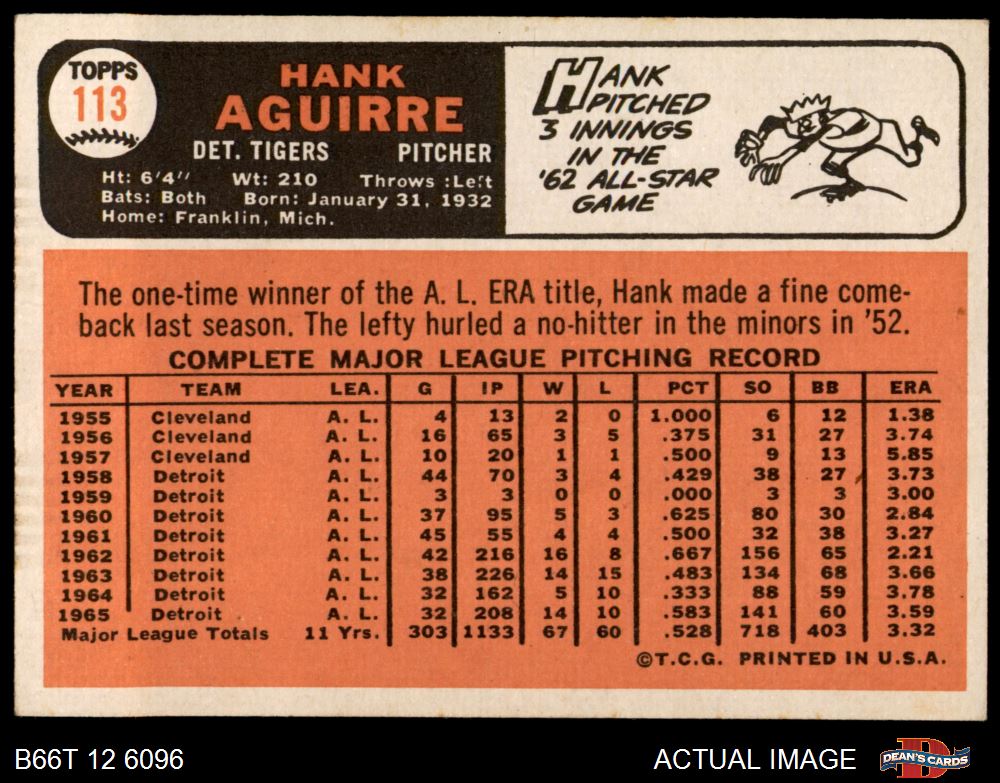 TOPPS
113
HANK
AGUIRRE
DET. TIGERS PITCHER
Ht: 6'4" Wt: 210 Throws :Left
Bats: Both Born: January 31, 1932
Home: Franklin, Mich.
HANK
PITCHED
3 INNINGS
IN THE
'62 ALL-STAR
GAME
The one-time winner of the A. L. ERA title, Hank made a fine come-
back last season. The lefty hurled a no-hitter in the minors in '52.
COMPLETE MAJOR LEAGUE PITCHING RECORD
YEAR TEAM LEA. G IP W L PCT SO BB ERA
1955 Cleveland A. L. 4 13 2 0 1.000 6 12 1.38
1956 Cleveland A. L. 16 65 3 5 .375 31 27 3.74
1957 Cleveland A. L. 10 20 1 1 .500 9 13 5.85
1958 Detroit A. L. 44 70 3 4 .429 38 27 3.73
1959 Detroit A. L. 3 3 0 0 .000 3 3 3.00
1960 Detroit A. L. 37 95 5 3 .625 80 30 2.84
1961 Detroit A. L. 45 55 4 4 .500 32 38 3.27
1962 Detroit A. L. 42 216 16 8 .667 156 65 2.21
1963 Detroit A. L. 38 226 14 15 .483 134 68 3.66
1964 Detroit A. L. 32 162 5 10 .333 88 59 3.78
1965 Detroit A. L. 32 208 14 10 .583 141 60 3.59
Major League Totals 11 Yrs. 303 1133 67 60 .528 718 403 3.32
©T.C.G. PRINTED IN U.S.A.
B66T 12 6096 ACTUAL IMAGE DEAN'S CARDS